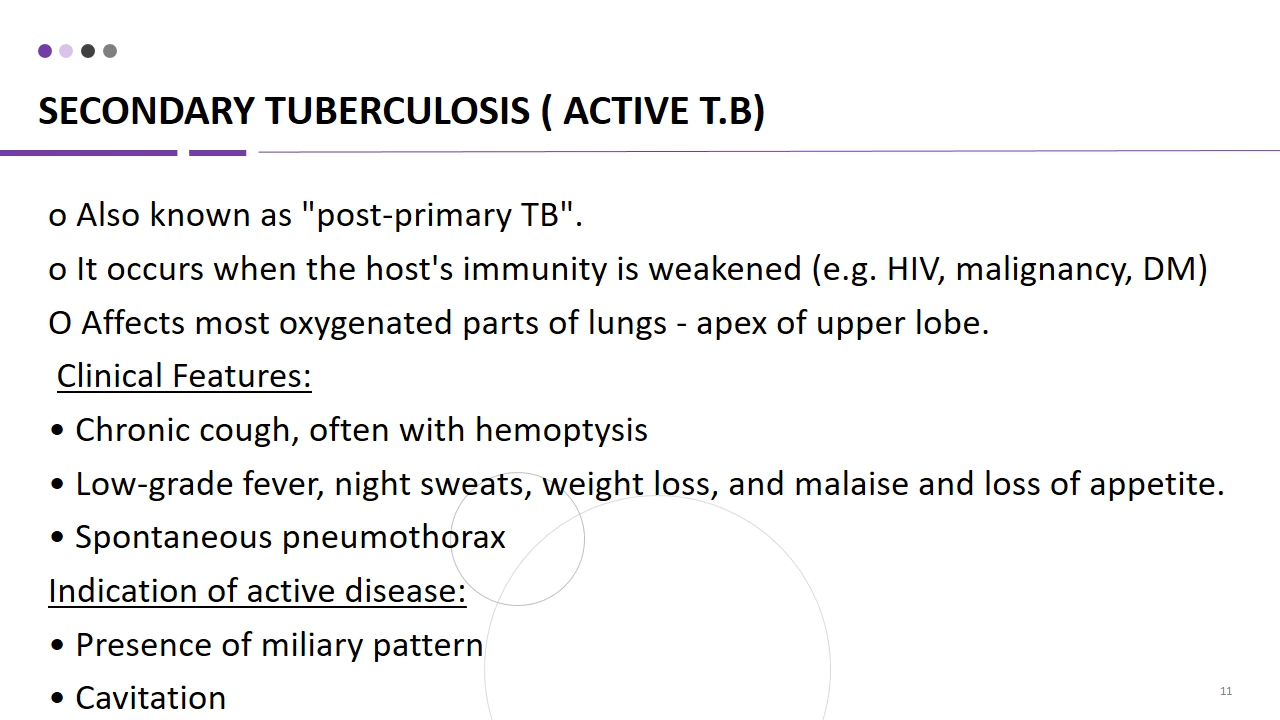 SECONDARY TUBERCULOSIS ( ACTIVE T.B)
o Also known as "post-primary TB".
o It occurs when the host's immunity is weakened (e.g. HIV, malignancy, DM)
O Affects most oxygenated parts of lungs - apex of upper lobe.
Clinical Features:
• Chronic cough, often with hemoptysis
• Low-grade fever, night sweats, weight loss, and malaise and loss of appetite.
• Spontaneous pneumothorax
Indication of active disease:
• Presence of miliary pattern
• Cavitation
11